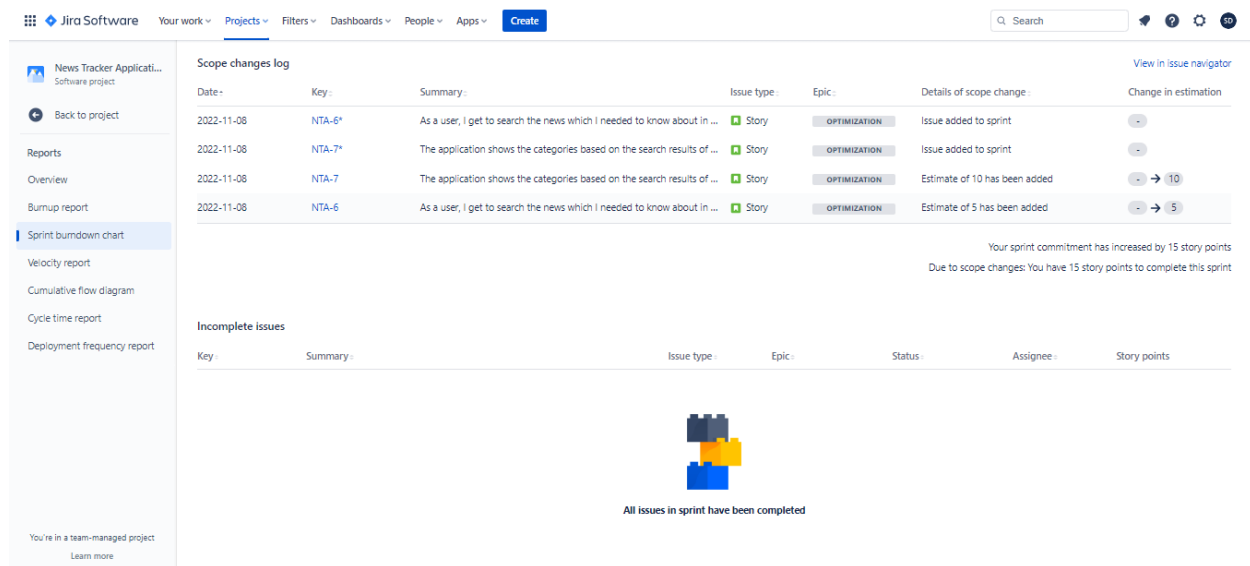 Jira Software Your work Projects Filters Dashboards People Apps Create Search SD
News Tracker Applicati...
Software project
Back to project
Reports
Overview
Burnup report
Sprint burndown chart
Velocity report
Cumulative flow diagram
Cycle time report
Deployment frequency report
You're in a team-managed project
Learn more
Scope changes log View in issue navigator
Date Key Summary Issue type Epic Details of scope change Change in estimation
2022-11-08 NTA-6* As a user, I get to search the news which I needed to know about in ... Story OPTIMIZATION Issue added to sprint -
2022-11-08 NTA-7* The application shows the categories based on the search results of ... Story OPTIMIZATION Issue added to sprint -
2022-11-08 NTA-7 The application shows the categories based on the search results of ... Story OPTIMIZATION Estimate of 10 has been added - → 10
2022-11-08 NTA-6 As a user, I get to search the news which I needed to know about in ... Story OPTIMIZATION Estimate of 5 has been added - → 5
Your sprint commitment has increased by 15 story points
Due to scope changes: You have 15 story points to complete this sprint
Incomplete issues
Key Summary Issue type Epic Status Assignee Story points
All issues in sprint have been completed